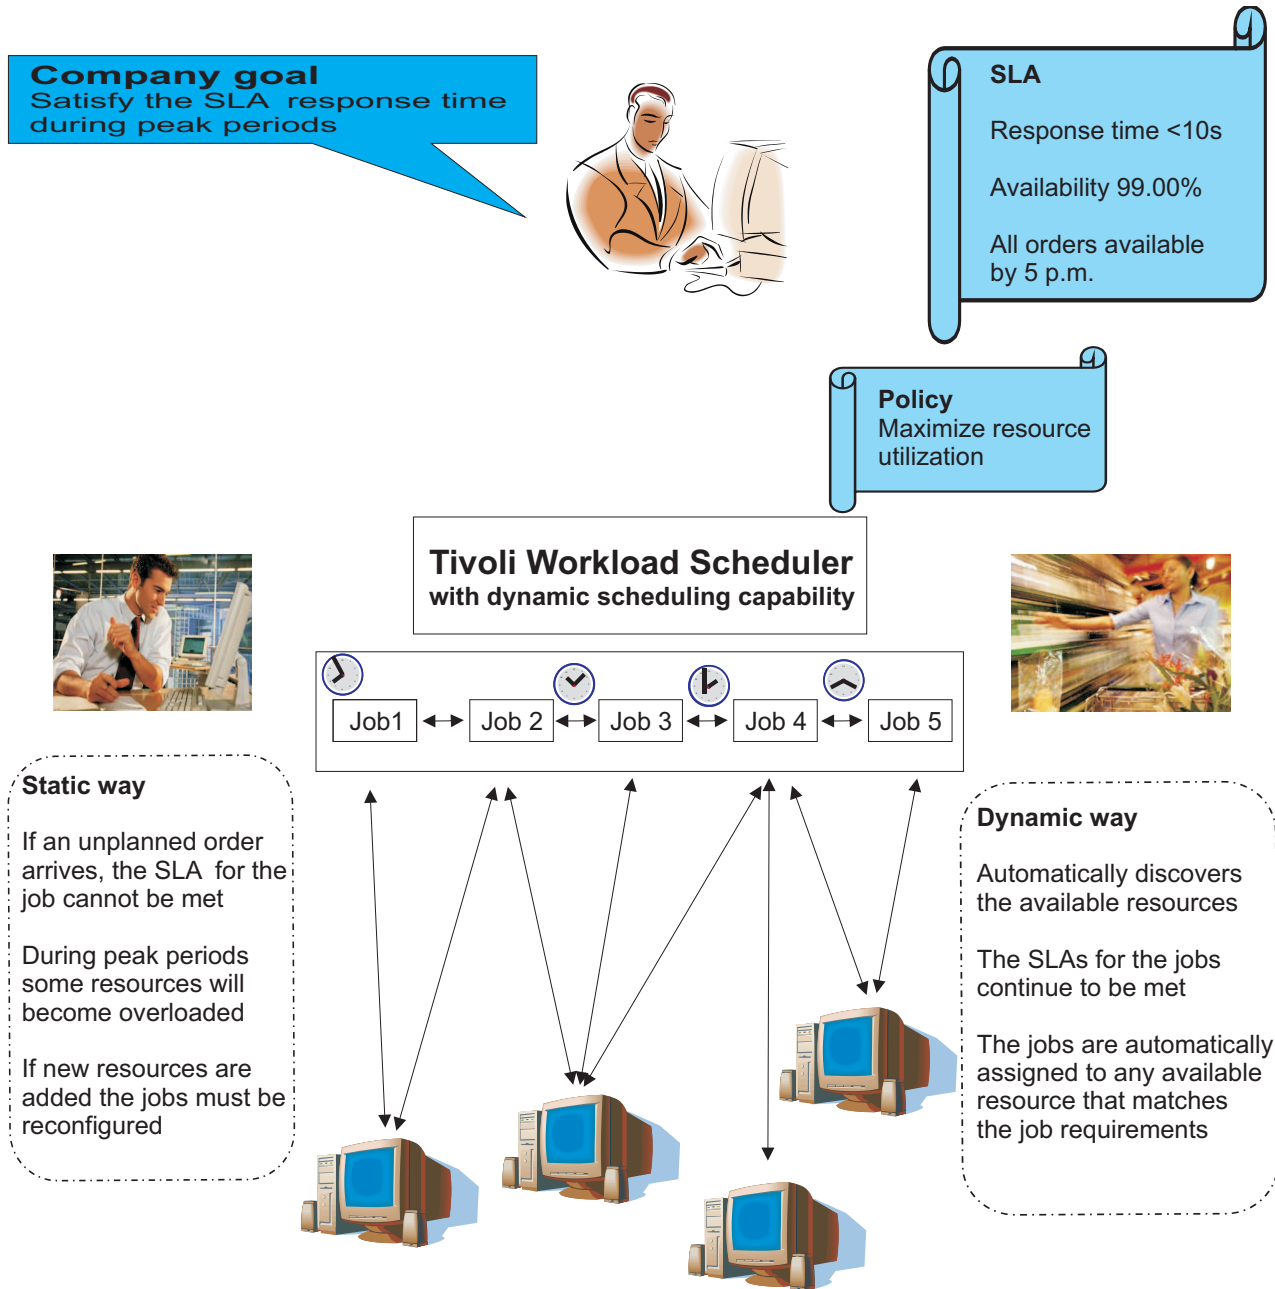 Company goal
Satisfy the SLA response time
during peak periods
SLA
Response time <10s
Availability 99.00%
All orders available
by 5 p.m.
Policy
Maximize resource
utilization
Tivoli Workload Scheduler
with dynamic scheduling capability
Job1
Job 2
Job 3
Job 4
Job 5
Static way
If an unplanned order
arrives, the SLA for the
job cannot be met
During peak periods
some resources will
become overloaded
If new resources are
added the jobs must be
reconfigured
Dynamic way
Automatically discovers
the available resources
The SLAs for the jobs
continue to be met
The jobs are automatically
assigned to any available
resource that matches
the job requirements